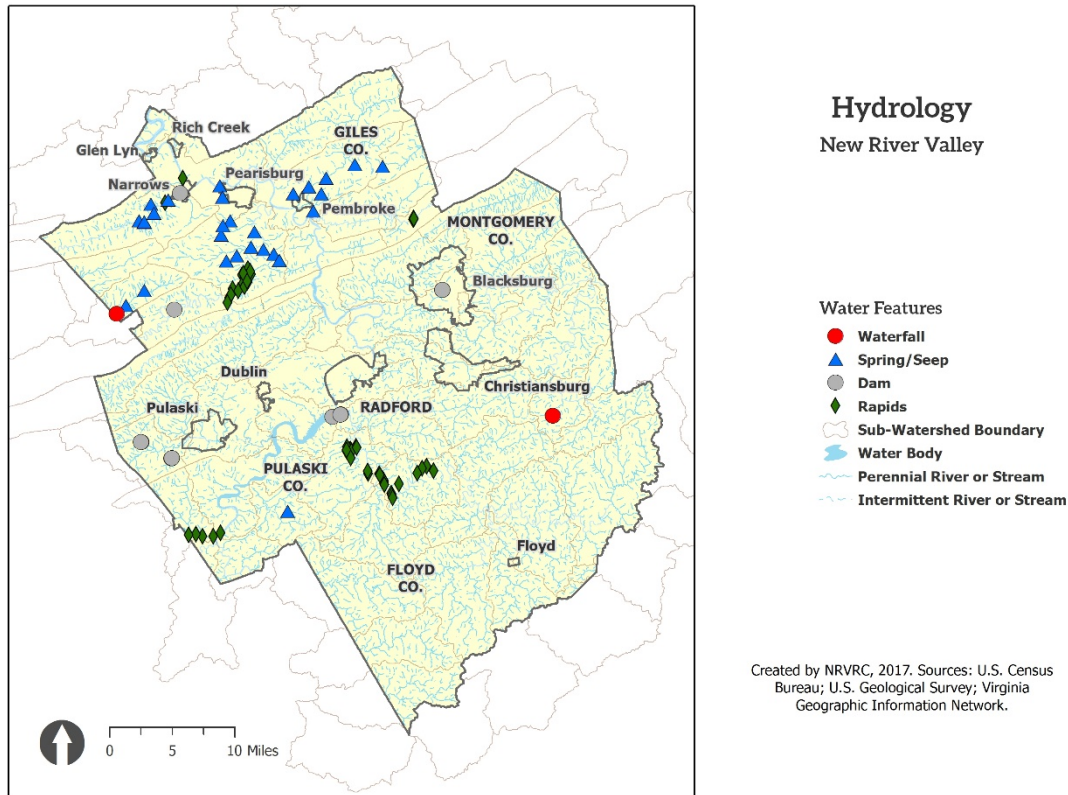 Hydrology
New River Valley
Rich Creek
GILES
CO.
Glen Lyn
Narrows
Pearisburg
Pembroke
MONTGOMERY
CO.
Blacksburg
Dublin
Christiansburg
Pulaski
RADFORD
PULASKI
CO.
Floyd
FLOYD
CO.
0 5 10 Miles
Water Features
Waterfall
Spring/Seep
Dam
Rapids
Sub-Watershed Boundary
Water Body
Perennial River or Stream
Intermittent River or Stream
Created by NRVRC, 2017. Sources: U.S. Census
Bureau; U.S. Geological Survey; Virginia
Geographic Information Network.